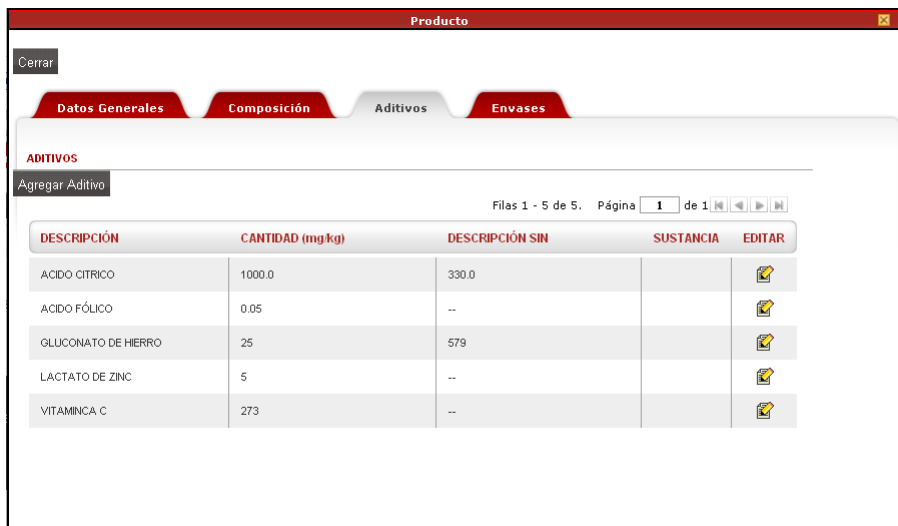 Producto
Cerrar
Datos Generales Composición Aditivos Envases
ADITIVOS
Agregar Aditivo
Filas 1 - 5 de 5. Página 1 de 1
DESCRIPCIÓN CANTIDAD (mg/kg) DESCRIPCIÓN SIN SUSTANCIA EDITAR
ACIDO CITRICO 1000.0 330.0
ACIDO FÓLICO 0.05 --
GLUCONATO DE HIERRO 25 579
LACTATO DE ZINC 5 --
VITAMINCA C 273 --